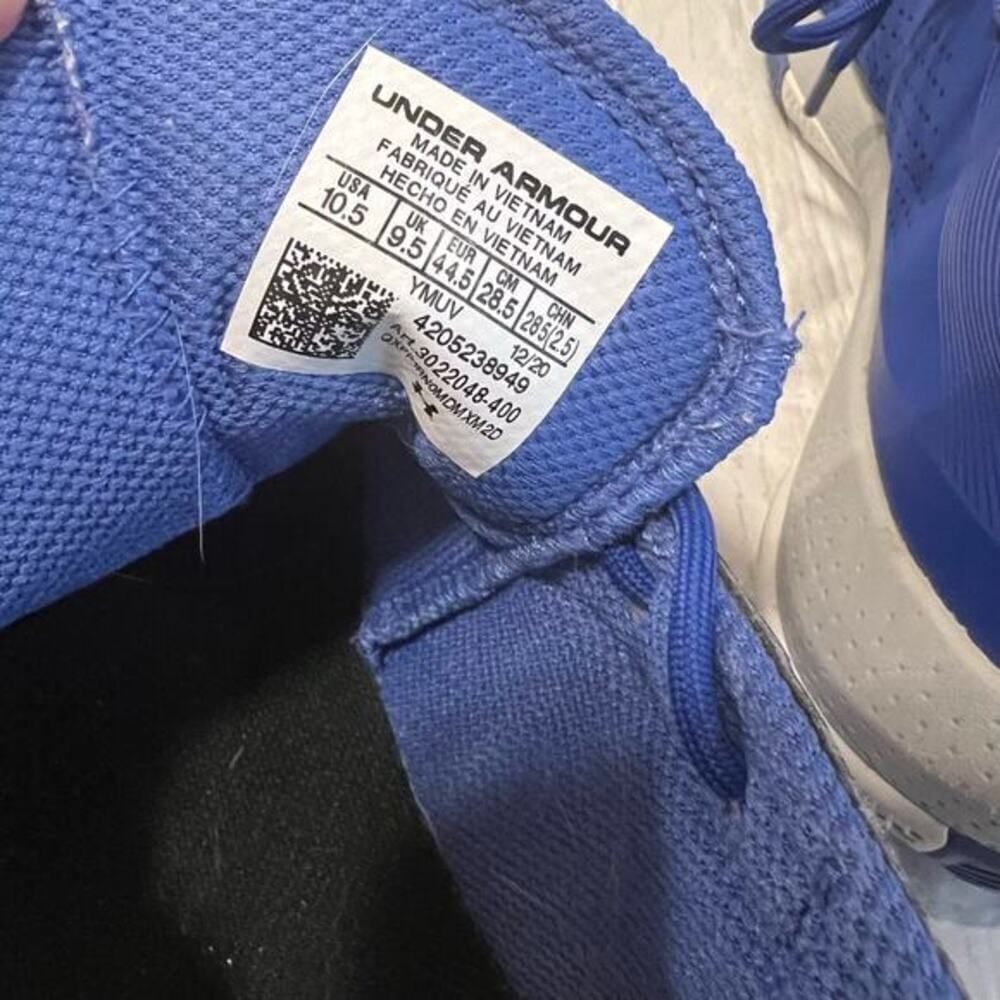 UNDER ARMOUR
MADE IN VIETNAM
FABRIQUÉ AU VIETNAM
HECHO EN VIETNAM
USA UK EUR CM CHN
10.5 9.5 44.5 28.5 285(2.5)
YMUV 12/20
4205238949
Art. 3022048-400